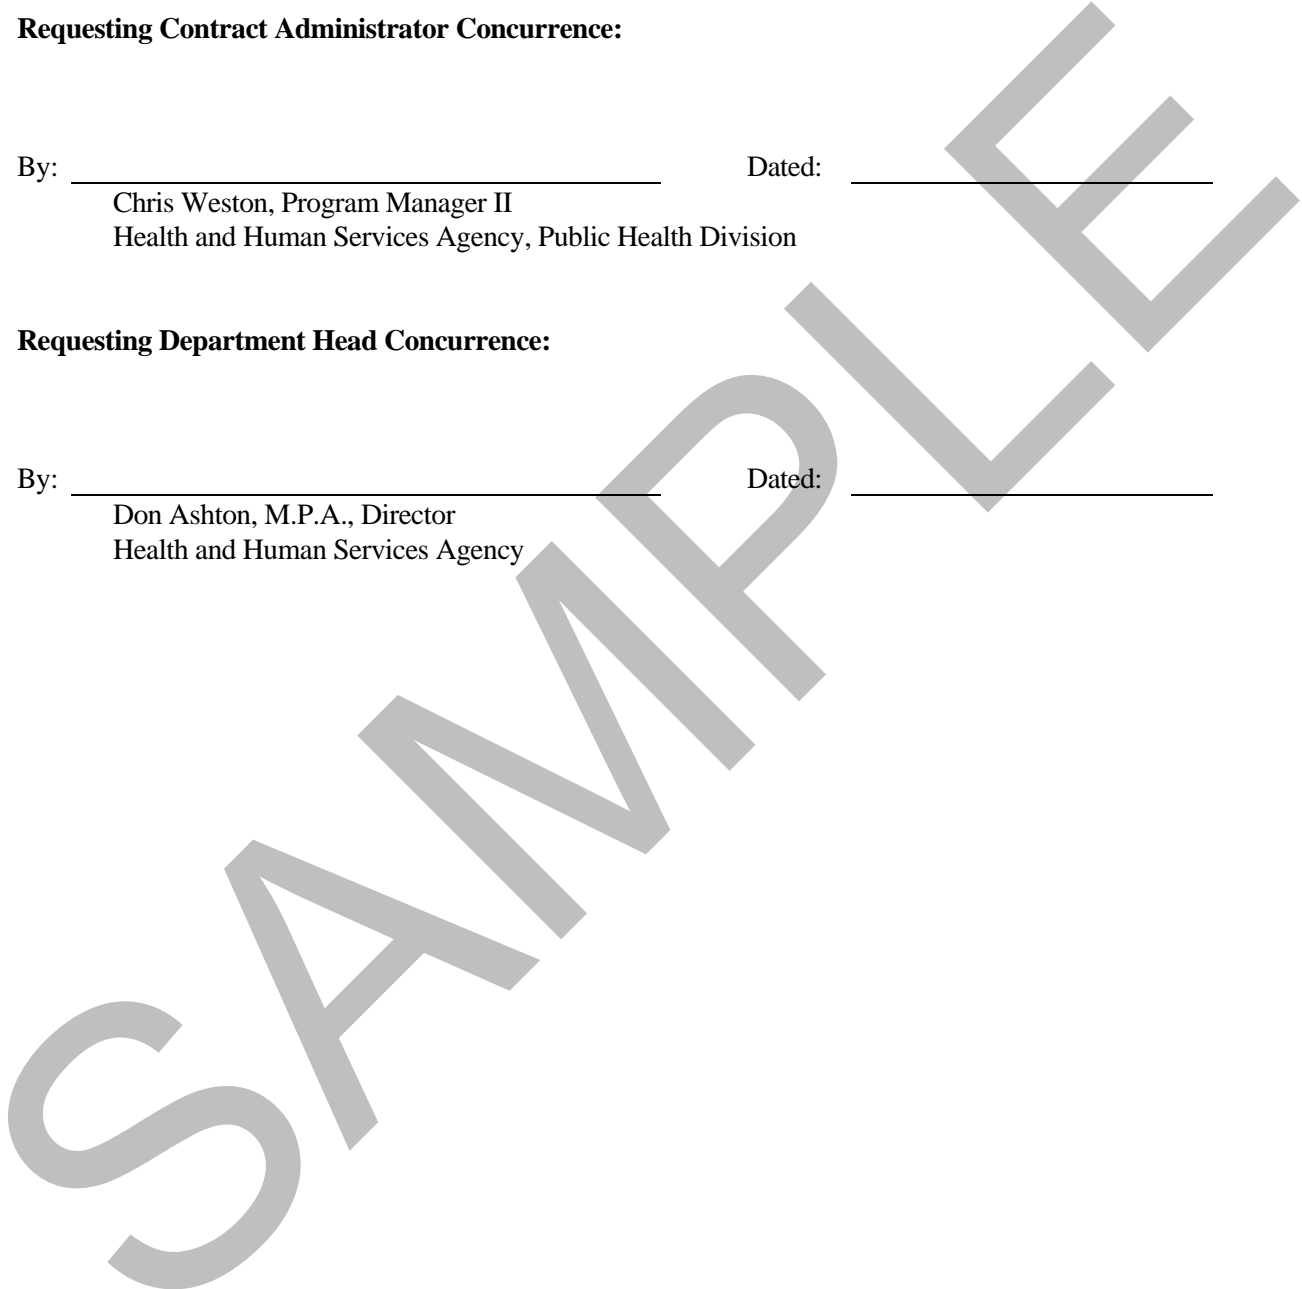 Requesting Contract Administrator Concurrence:
By: Dated:
Chris Weston, Program Manager II
Health and Human Services Agency, Public Health Division
Requesting Department Head Concurrence:
By: Dated:
Don Ashton, M.P.A., Director
Health and Human Services Agency
SAMPLE